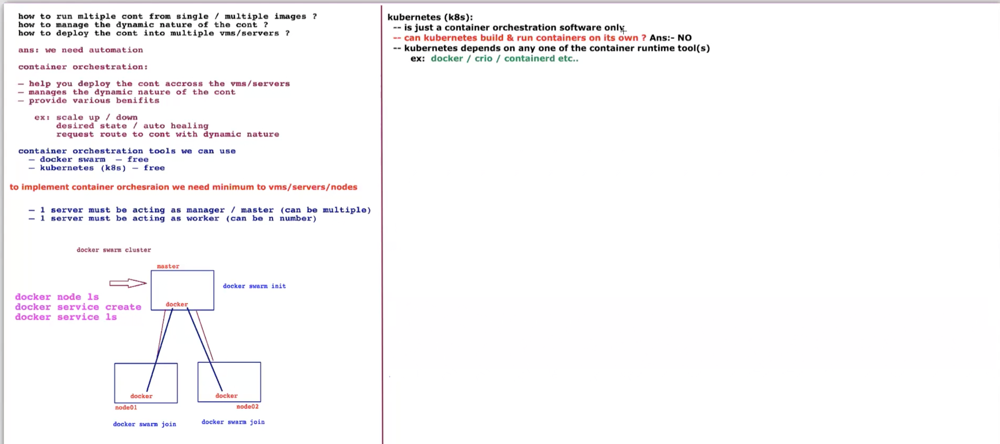 how to run mltiple cont from single / multiple images ?
how to manage the dynamic nature of the cont ?
how to deploy the cont into multiple vms/servers ?
ans: we need automation
container orchestration:
— help you deploy the cont accross the vms/servers
— manages the dynamic nature of the cont
— provide various benifits
ex: scale up / down
desired state / auto healing
request route to cont with dynamic nature
container orchestration tools we can use
— docker swarm — free
— kubernetes (k8s) — free
to implement container orchesraion we need minimum to vms/servers/nodes
— 1 server must be acting as manager / master (can be multiple)
— 1 server must be acting as worker (can be n number)
docker swarm cluster
master
docker swarm init
docker node ls
docker service create
docker service ls
docker
docker
docker
node01
node02
docker swarm join
docker swarm join
kubernetes (k8s):
-- is just a container orchestration software only
-- can kubernetes build & run containers on its own ? Ans:- NO
-- kubernetes depends on any one of the container runtime tool(s)
ex: docker / crio / containerd etc..